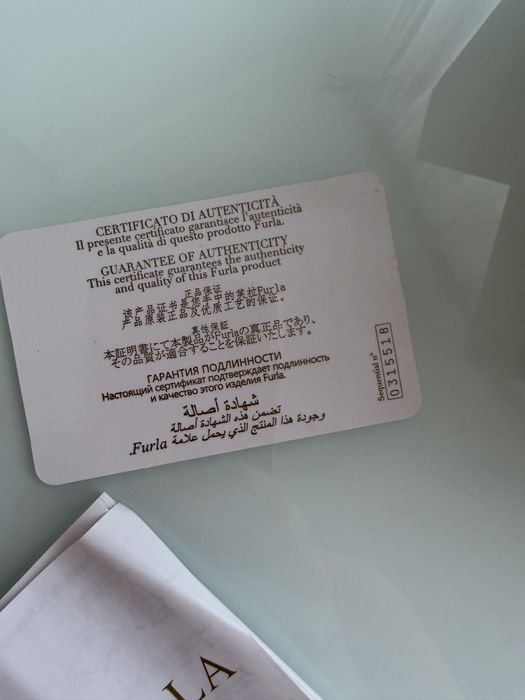 CERTIFICATO DI AUTENTICITÀ
Il presente certificato garantisce l'autenticità
e la qualità di questo prodotto Furla.
GUARANTEE OF AUTHENTICITY
This certificate guarantees the authenticity
and quality of this Furla product
正品保证
该产品证书是您手中的芙拉Furla
产品原装正品及优质工艺的保证。
真性保証
本証明書にて本製品がFurlaの真正品であり、
その品質が適合することを保証いたします。
ГАРАНТИЯ ПОДЛИННОСТИ
Настоящий сертификат подтверждает подлинность
и качество этого изделия Furla.
شهادة أصالة
تضمن هذه الشهادة أصالة
وجودة هذا المنتج الذي يحمل علامة Furla.
Sequential n°
0315518
LA